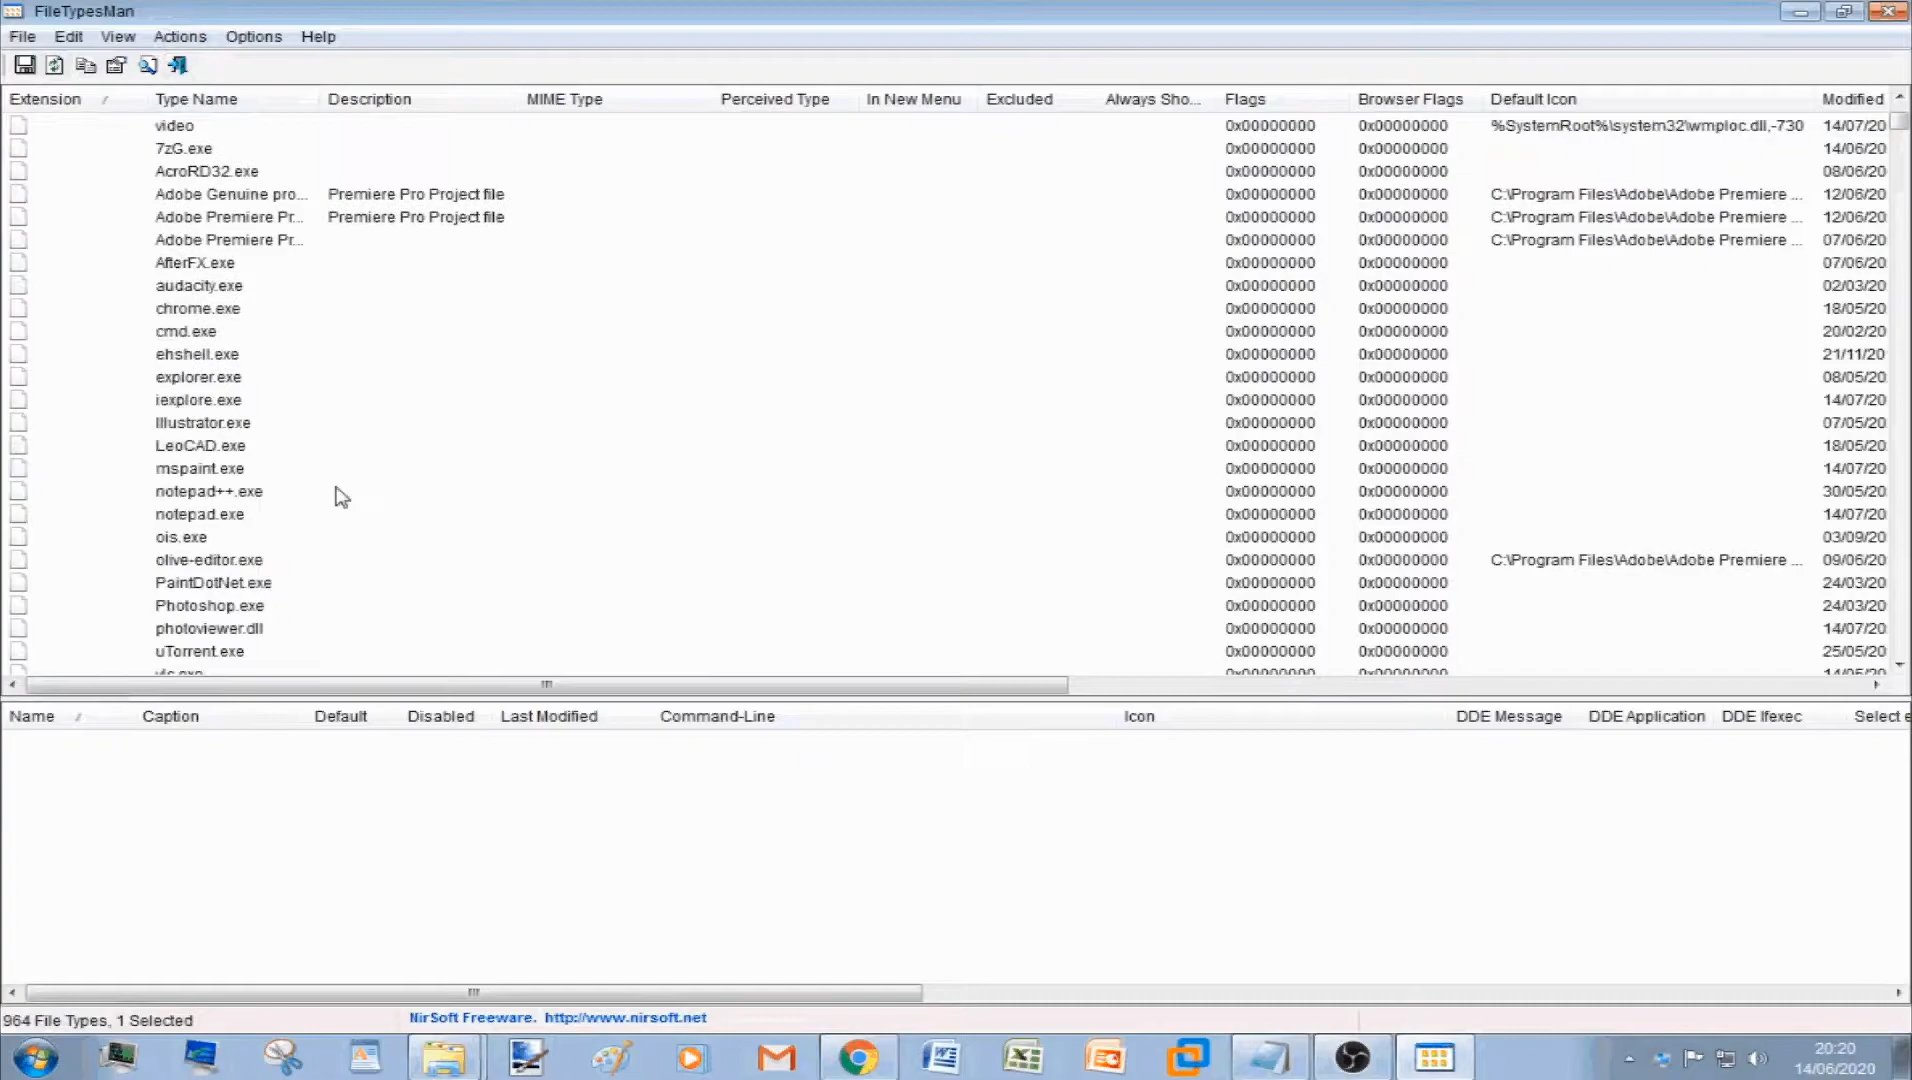 FileTypesMan
File Edit View Actions Options Help
Extension / Type Name Description MIME Type Perceived Type In New Menu Excluded Always Sho... Flags Browser Flags Default Icon Modified
video 0x00000000 0x00000000 %SystemRoot%\system32\wmploc.dll,-730 14/07/20
7zG.exe 0x00000000 0x00000000 14/06/20
AcroRD32.exe 0x00000000 0x00000000 08/06/20
Adobe Genuine pro... Premiere Pro Project file 0x00000000 0x00000000 C:\Program Files\Adobe\Adobe Premiere ... 12/06/20
Adobe Premiere Pr... Premiere Pro Project file 0x00000000 0x00000000 C:\Program Files\Adobe\Adobe Premiere ... 12/06/20
Adobe Premiere Pr... 0x00000000 0x00000000 C:\Program Files\Adobe\Adobe Premiere ... 07/06/20
AfterFX.exe 0x00000000 0x00000000 07/06/20
audacity.exe 0x00000000 0x00000000 02/03/20
chrome.exe 0x00000000 0x00000000 18/05/20
cmd.exe 0x00000000 0x00000000 20/02/20
ehshell.exe 0x00000000 0x00000000 21/11/20
explorer.exe 0x00000000 0x00000000 08/05/20
iexplore.exe 0x00000000 0x00000000 14/07/20
Illustrator.exe 0x00000000 0x00000000 07/05/20
LeoCAD.exe 0x00000000 0x00000000 18/05/20
mspaint.exe 0x00000000 0x00000000 14/07/20
notepad++.exe 0x00000000 0x00000000 30/05/20
notepad.exe 0x00000000 0x00000000 14/07/20
ois.exe 0x00000000 0x00000000 03/09/20
olive-editor.exe 0x00000000 0x00000000 C:\Program Files\Adobe\Adobe Premiere ... 09/06/20
PaintDotNet.exe 0x00000000 0x00000000 24/03/20
Photoshop.exe 0x00000000 0x00000000 24/03/20
photoviewer.dll 0x00000000 0x00000000 14/07/20
uTorrent.exe 0x00000000 0x00000000 25/05/20
vlc.exe 0x00000000 0x00000000 14/05/20
Name / Caption Default Disabled Last Modified Command-Line Icon DDE Message DDE Application DDE Ifexec Select e
964 File Types, 1 Selected NirSoft Freeware. http://www.nirsoft.net
20:20
14/06/2020